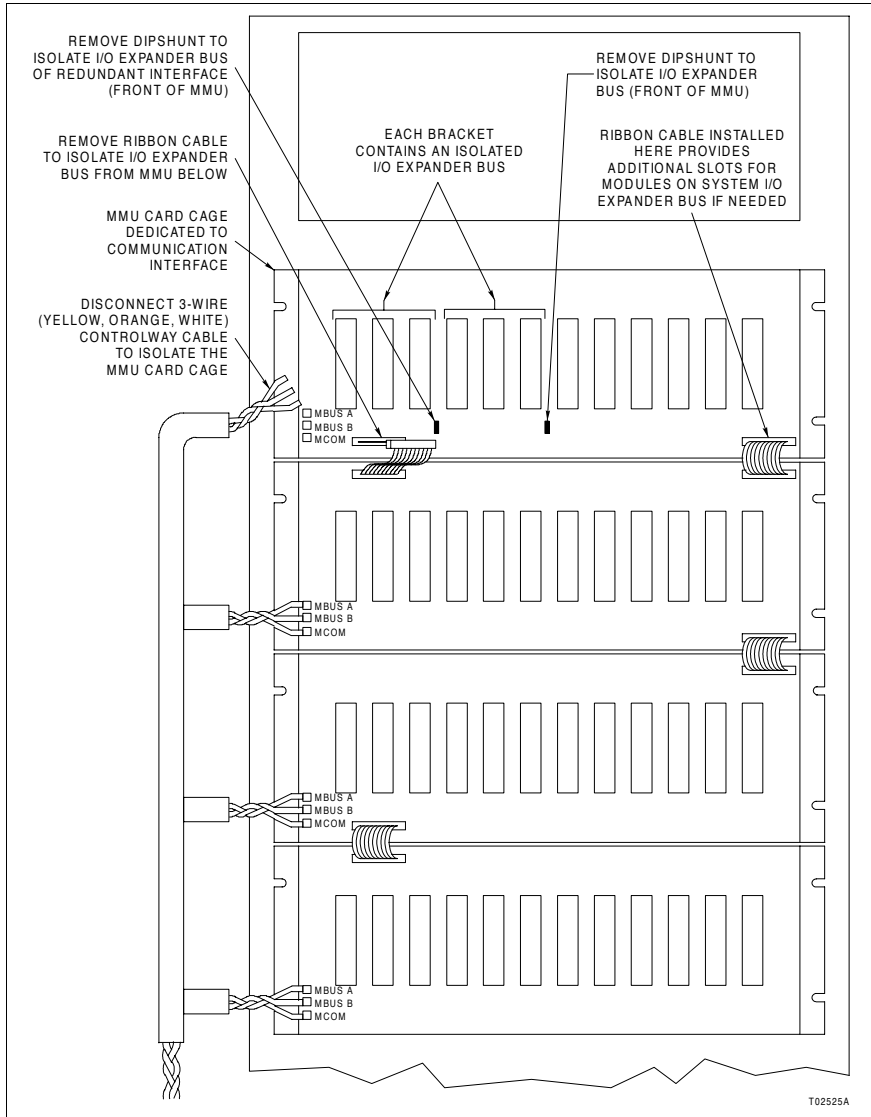 REMOVE DIPSHUNT TO
ISOLATE I/O EXPANDER BUS
OF REDUNDANT INTERFACE
(FRONT OF MMU)
REMOVE DIPSHUNT TO
ISOLATE I/O EXPANDER
BUS (FRONT OF MMU)
REMOVE RIBBON CABLE
TO ISOLATE I/O EXPANDER
BUS FROM MMU BELOW
EACH BRACKET
CONTAINS AN ISOLATED
I/O EXPANDER BUS
RIBBON CABLE INSTALLED
HERE PROVIDES
ADDITIONAL SLOTS FOR
MODULES ON SYSTEM I/O
EXPANDER BUS IF NEEDED
MMU CARD CAGE
DEDICATED TO
COMMUNICATION
INTERFACE
DISCONNECT 3-WIRE
(YELLOW, ORANGE, WHITE)
CONTROLWAY CABLE
TO ISOLATE THE
MMU CARD CAGE
MBUS A
MBUS B
MCOM
MBUS A
MBUS B
MCOM
MBUS A
MBUS B
MCOM
MBUS A
MBUS B
MCOM
T02525A